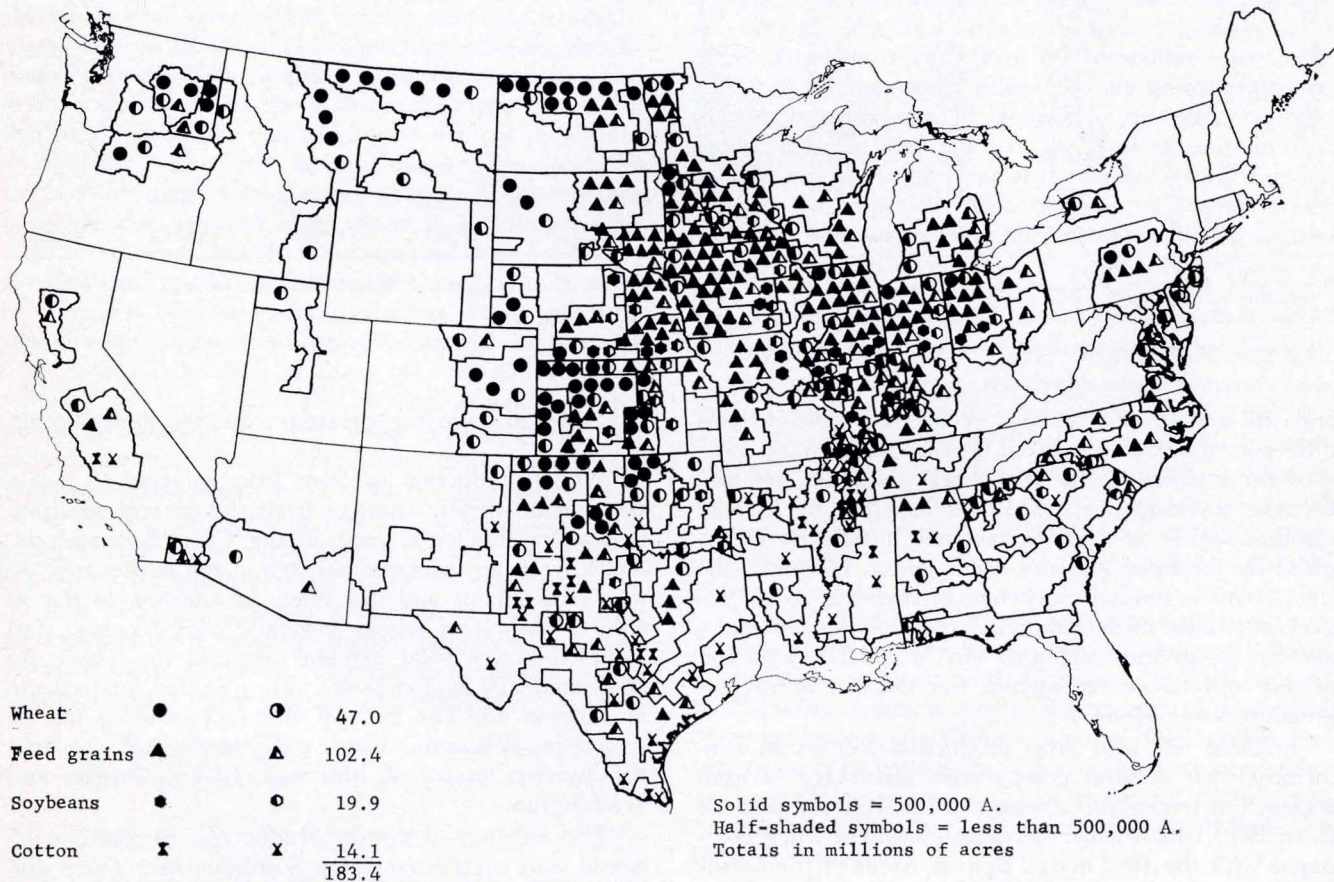 Wheat 47.0
Feed grains 102.4
Soybeans 19.9
Cotton 14.1
183.4
Solid symbols = 500,000 A.
Half-shaded symbols - less than 500,000 A.
Totals in millions of acres